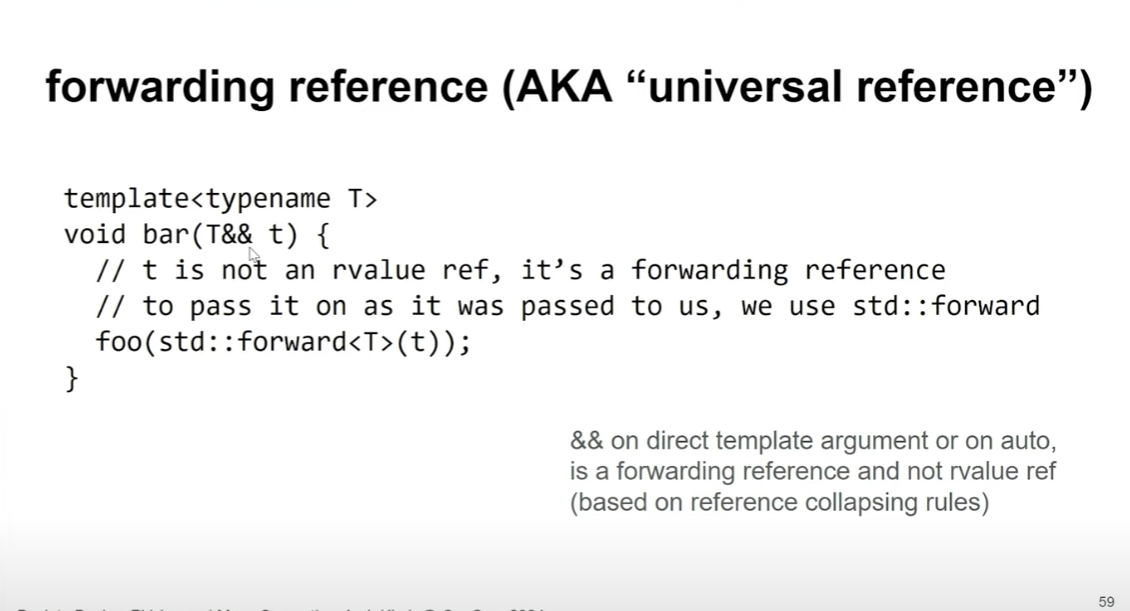 forwarding reference (AKA “universal reference”)
template<typename T>
void bar(T&& t) {
// t is not an rvalue ref, it’s a forwarding reference
// to pass it on as it was passed to us, we use std::forward
foo(std::forward<T>(t));
}
&& on direct template argument or on auto,
is a forwarding reference and not rvalue ref
(based on reference collapsing rules)
59